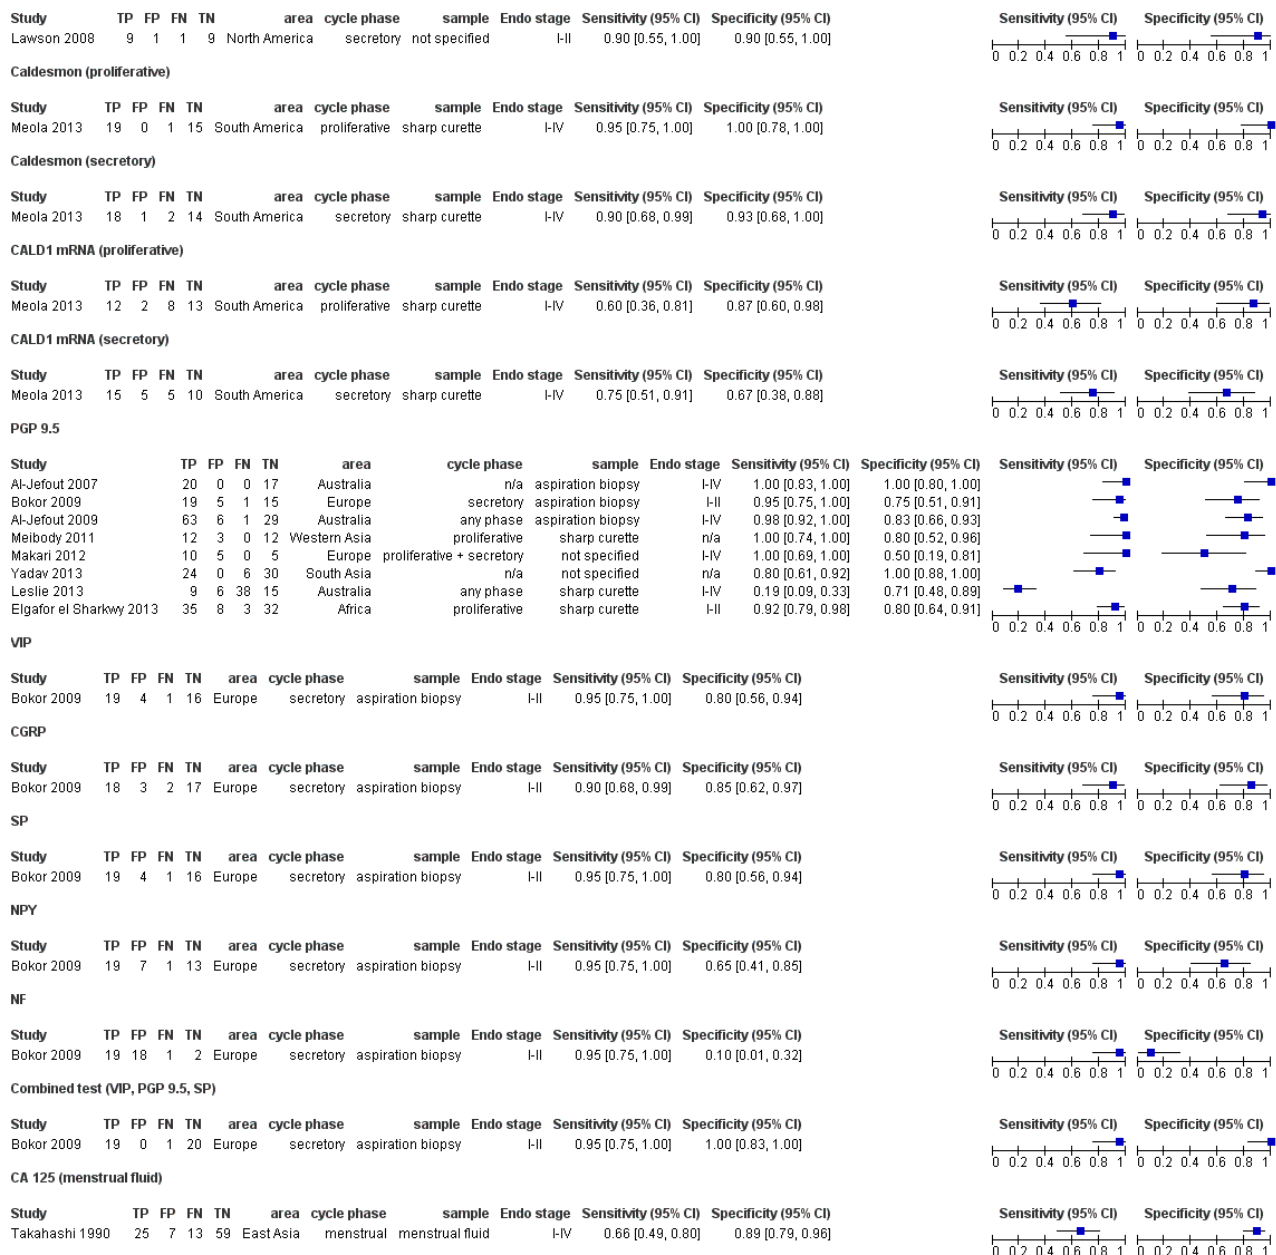 Study TP FP FN TN area cycle phase sample Endo stage Sensitivity (95% CI) Specificity (95% CI) Sensitivity (95% CI) Specificity (95% CI)
Lawson 2008 9 1 1 9 North America secretory not specified I-II 0.90 [0.55, 1.00] 0.90 [0.55, 1.00]
0 0.2 0.4 0.6 0.8 1 0 0.2 0.4 0.6 0.8 1
Caldesmon (proliferative)
Study TP FP FN TN area cycle phase sample Endo stage Sensitivity (95% CI) Specificity (95% CI) Sensitivity (95% CI) Specificity (95% CI)
Meola 2013 19 0 1 15 South America proliferative sharp curette I-IV 0.95 [0.75, 1.00] 1.00 [0.78, 1.00]
0 0.2 0.4 0.6 0.8 1 0 0.2 0.4 0.6 0.8 1
Caldesmon (secretory)
Study TP FP FN TN area cycle phase sample Endo stage Sensitivity (95% CI) Specificity (95% CI) Sensitivity (95% CI) Specificity (95% CI)
Meola 2013 18 1 2 14 South America secretory sharp curette I-IV 0.90 [0.68, 0.99] 0.93 [0.68, 1.00]
0 0.2 0.4 0.6 0.8 1 0 0.2 0.4 0.6 0.8 1
CALD1 mRNA (proliferative)
Study TP FP FN TN area cycle phase sample Endo stage Sensitivity (95% CI) Specificity (95% CI) Sensitivity (95% CI) Specificity (95% CI)
Meola 2013 12 2 8 13 South America proliferative sharp curette I-IV 0.60 [0.36, 0.81] 0.87 [0.60, 0.98]
0 0.2 0.4 0.6 0.8 1 0 0.2 0.4 0.6 0.8 1
CALD1 mRNA (secretory)
Study TP FP FN TN area cycle phase sample Endo stage Sensitivity (95% CI) Specificity (95% CI) Sensitivity (95% CI) Specificity (95% CI)
Meola 2013 15 5 5 10 South America secretory sharp curette I-IV 0.75 [0.51, 0.91] 0.67 [0.38, 0.88]
0 0.2 0.4 0.6 0.8 1 0 0.2 0.4 0.6 0.8 1
PGP 9.5
Study TP FP FN TN area cycle phase sample Endo stage Sensitivity (95% CI) Specificity (95% CI) Sensitivity (95% CI) Specificity (95% CI)
Al-Jefout 2007 20 0 0 17 Australia n/a aspiration biopsy I-IV 1.00 [0.83, 1.00] 1.00 [0.80, 1.00]
Bokor 2009 19 5 1 15 Europe secretory aspiration biopsy I-II 0.95 [0.75, 1.00] 0.75 [0.51, 0.91]
Al-Jefout 2009 63 6 1 29 Australia any phase aspiration biopsy I-IV 0.98 [0.92, 1.00] 0.83 [0.66, 0.93]
Meibody 2011 12 3 0 12 Western Asia proliferative sharp curette n/a 1.00 [0.74, 1.00] 0.80 [0.52, 0.96]
Makari 2012 10 5 0 5 Europe proliferative + secretory not specified I-IV 1.00 [0.69, 1.00] 0.50 [0.19, 0.81]
Yadav 2013 24 0 6 30 South Asia n/a not specified n/a 0.80 [0.61, 0.92] 1.00 [0.88, 1.00]
Leslie 2013 9 6 38 15 Australia any phase sharp curette I-IV 0.19 [0.09, 0.33] 0.71 [0.48, 0.89]
Elgafor el Sharkwy 2013 35 8 3 32 Africa proliferative sharp curette I-II 0.92 [0.79, 0.98] 0.80 [0.64, 0.91]
0 0.2 0.4 0.6 0.8 1 0 0.2 0.4 0.6 0.8 1
VIP
Study TP FP FN TN area cycle phase sample Endo stage Sensitivity (95% CI) Specificity (95% CI) Sensitivity (95% CI) Specificity (95% CI)
Bokor 2009 19 4 1 16 Europe secretory aspiration biopsy I-II 0.95 [0.75, 1.00] 0.80 [0.56, 0.94]
0 0.2 0.4 0.6 0.8 1 0 0.2 0.4 0.6 0.8 1
CGRP
Study TP FP FN TN area cycle phase sample Endo stage Sensitivity (95% CI) Specificity (95% CI) Sensitivity (95% CI) Specificity (95% CI)
Bokor 2009 18 3 2 17 Europe secretory aspiration biopsy I-II 0.90 [0.68, 0.99] 0.85 [0.62, 0.97]
0 0.2 0.4 0.6 0.8 1 0 0.2 0.4 0.6 0.8 1
SP
Study TP FP FN TN area cycle phase sample Endo stage Sensitivity (95% CI) Specificity (95% CI) Sensitivity (95% CI) Specificity (95% CI)
Bokor 2009 19 4 1 16 Europe secretory aspiration biopsy I-II 0.95 [0.75, 1.00] 0.80 [0.56, 0.94]
0 0.2 0.4 0.6 0.8 1 0 0.2 0.4 0.6 0.8 1
NPY
Study TP FP FN TN area cycle phase sample Endo stage Sensitivity (95% CI) Specificity (95% CI) Sensitivity (95% CI) Specificity (95% CI)
Bokor 2009 19 7 1 13 Europe secretory aspiration biopsy I-II 0.95 [0.75, 1.00] 0.65 [0.41, 0.85]
0 0.2 0.4 0.6 0.8 1 0 0.2 0.4 0.6 0.8 1
NF
Study TP FP FN TN area cycle phase sample Endo stage Sensitivity (95% CI) Specificity (95% CI) Sensitivity (95% CI) Specificity (95% CI)
Bokor 2009 19 18 1 2 Europe secretory aspiration biopsy I-II 0.95 [0.75, 1.00] 0.10 [0.01, 0.32]
0 0.2 0.4 0.6 0.8 1 0 0.2 0.4 0.6 0.8 1
Combined test (VIP, PGP 9.5, SP)
Study TP FP FN TN area cycle phase sample Endo stage Sensitivity (95% CI) Specificity (95% CI) Sensitivity (95% CI) Specificity (95% CI)
Bokor 2009 19 0 1 20 Europe secretory aspiration biopsy I-II 0.95 [0.75, 1.00] 1.00 [0.83, 1.00]
0 0.2 0.4 0.6 0.8 1 0 0.2 0.4 0.6 0.8 1
CA 125 (menstrual fluid)
Study TP FP FN TN area cycle phase sample Endo stage Sensitivity (95% CI) Specificity (95% CI) Sensitivity (95% CI) Specificity (95% CI)
Takahashi 1990 25 7 13 59 East Asia menstrual menstrual fluid I-IV 0.66 [0.49, 0.80] 0.89 [0.79, 0.96]
0 0.2 0.4 0.6 0.8 1 0 0.2 0.4 0.6 0.8 1